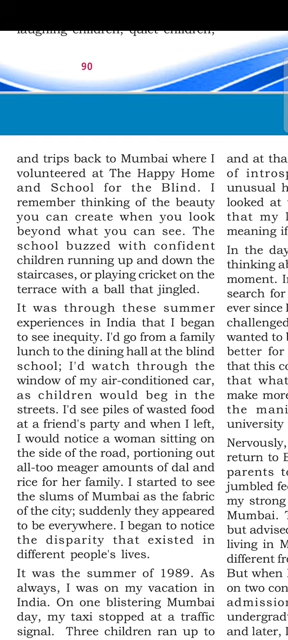 laughing children, quiet children,
90
and trips back to Mumbai where I
volunteered at The Happy Home
and School for the Blind. I
remember thinking of the beauty
you can create when you look
beyond what you can see. The
school buzzed with confident
children running up and down the
staircases, or playing cricket on the
terrace with a ball that jingled.
It was through these summer
experiences in India that I began
to see inequity. I'd go from a family
lunch to the dining hall at the blind
school; I'd watch through the
window of my air-conditioned car,
as children would beg in the
streets. I'd see piles of wasted food
at a friend's party and when I left,
I would notice a woman sitting on
the side of the road, portioning out
all-too meager amounts of dal and
rice for her family. I started to see
the slums of Mumbai as the fabric
of the city; suddenly they appeared
to be everywhere. I began to notice
the disparity that existed in
different people's lives.
It was the summer of 1989. As
always, I was on my vacation in
India. On one blistering Mumbai
day, my taxi stopped at a traffic
signal. Three children ran up to
and at tha
of introsp
unusual h
looked at
that my l
meaning if
In the day
thinking ab
moment. In
search for
ever since I
challenged
wanted to b
better for
that this co
that what
make more
the mani
university
Nervously,
return to E
parents to
jumbled fee
my strong
Mumbai. T
but advised
living in M
different fro
But when I
on two con
admission
undergradu
and later, I